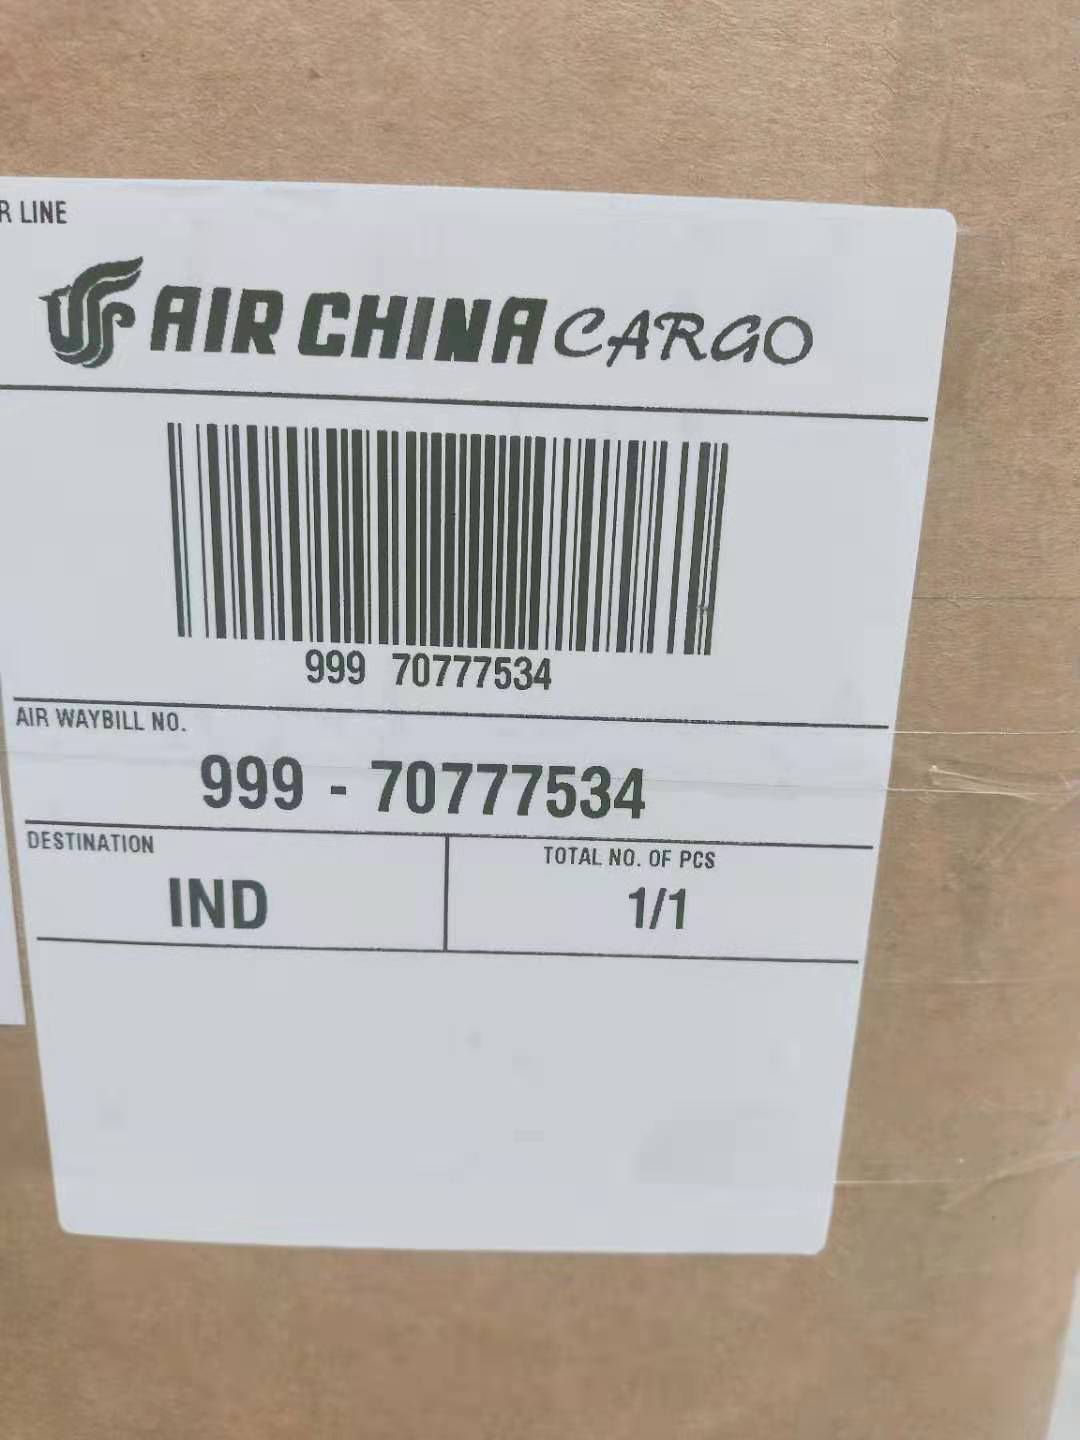 R LINE
AIR CHINA CARGO
999 70777534
AIR WAYBILL NO.
999 - 70777534
DESTINATION
TOTAL NO. OF PCS
IND
1/1